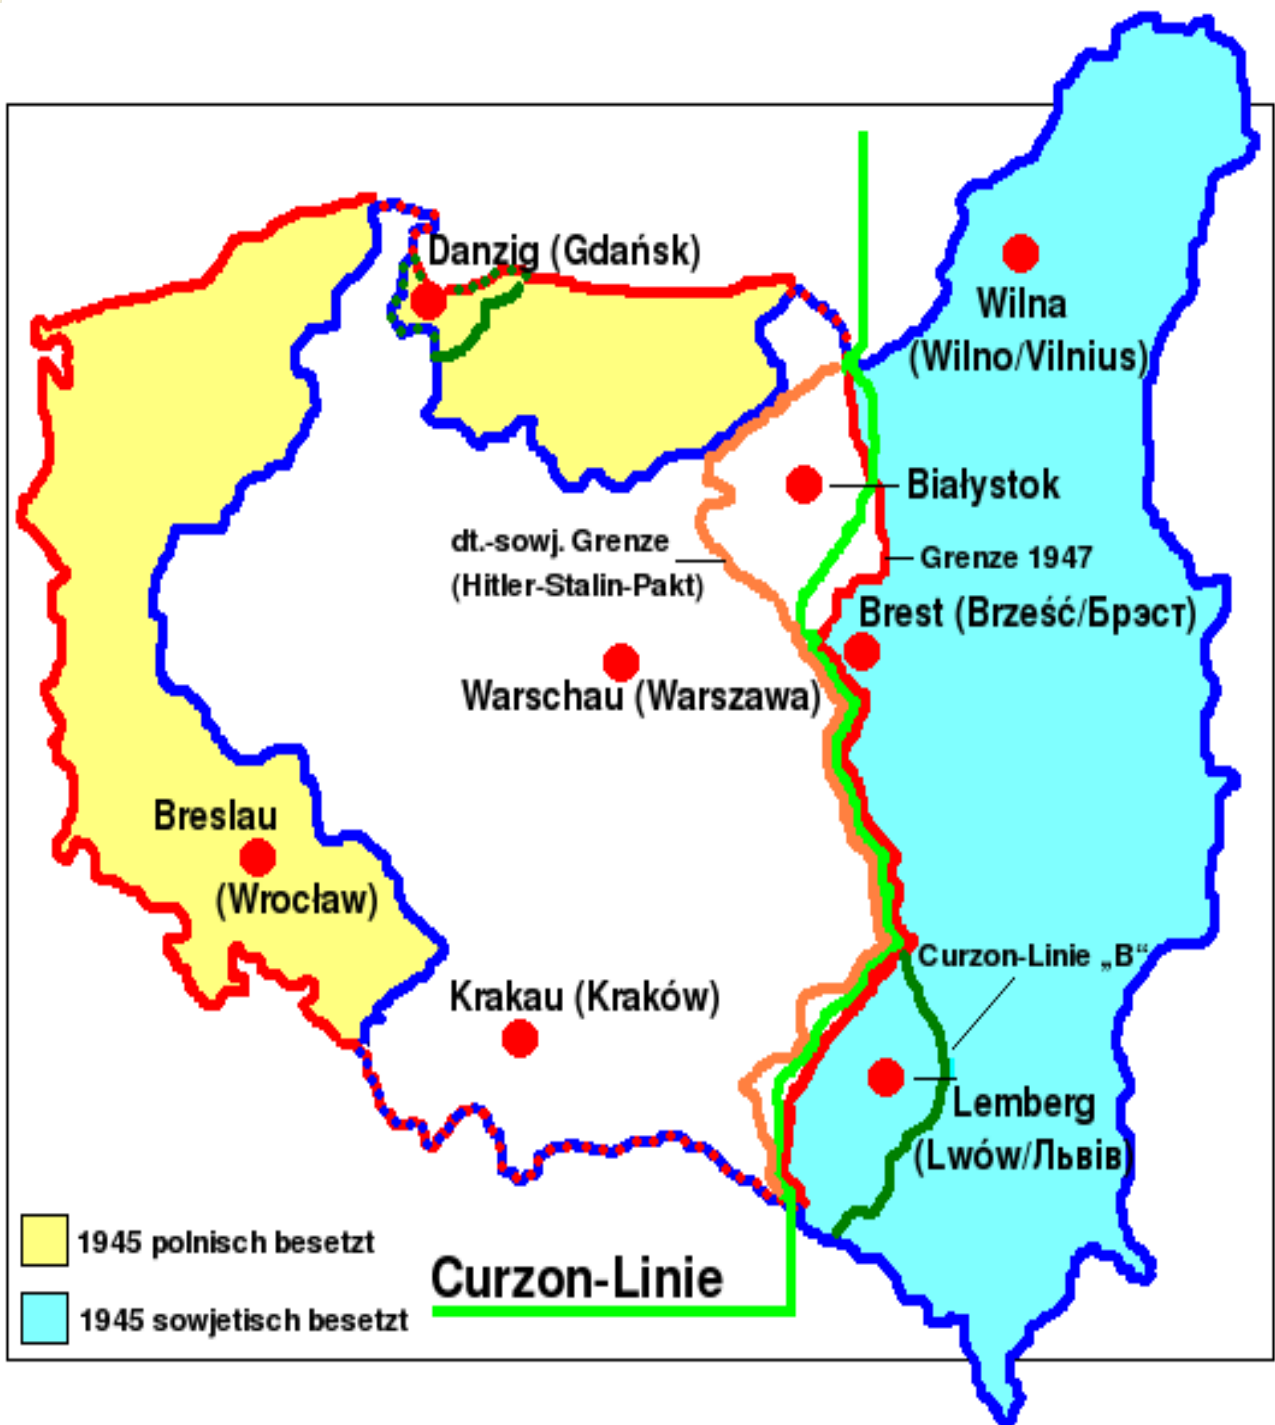 Danzig (Gdańsk)
Wilna
(Wilno/Vilnius)
Białystok
dt.-sowj. Grenze
(Hitler-Stalin-Pakt)
Grenze 1947
Brest (Brześć/Брэст)
Warschau (Warszawa)
Breslau
(Wrocław)
Curzon-Linie „B“
Krakau (Kraków)
Lemberg
(Lwów/Львів)
1945 polnisch besetzt
Curzon-Linie
1945 sowjetisch besetzt